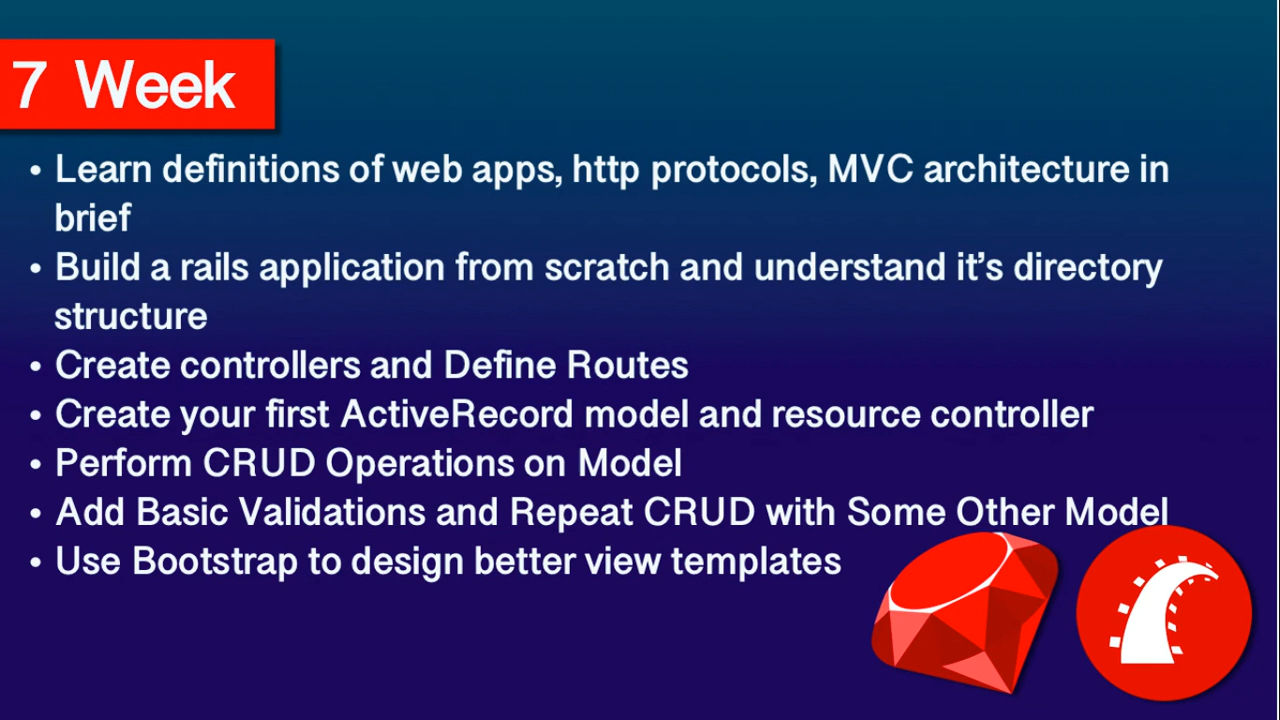 7 Week
• Learn definitions of web apps, http protocols, MVC architecture in
brief
• Build a rails application from scratch and understand it’s directory
structure
• Create controllers and Define Routes
• Create your first ActiveRecord model and resource controller
• Perform CRUD Operations on Model
• Add Basic Validations and Repeat CRUD with Some Other Model
• Use Bootstrap to design better view templates